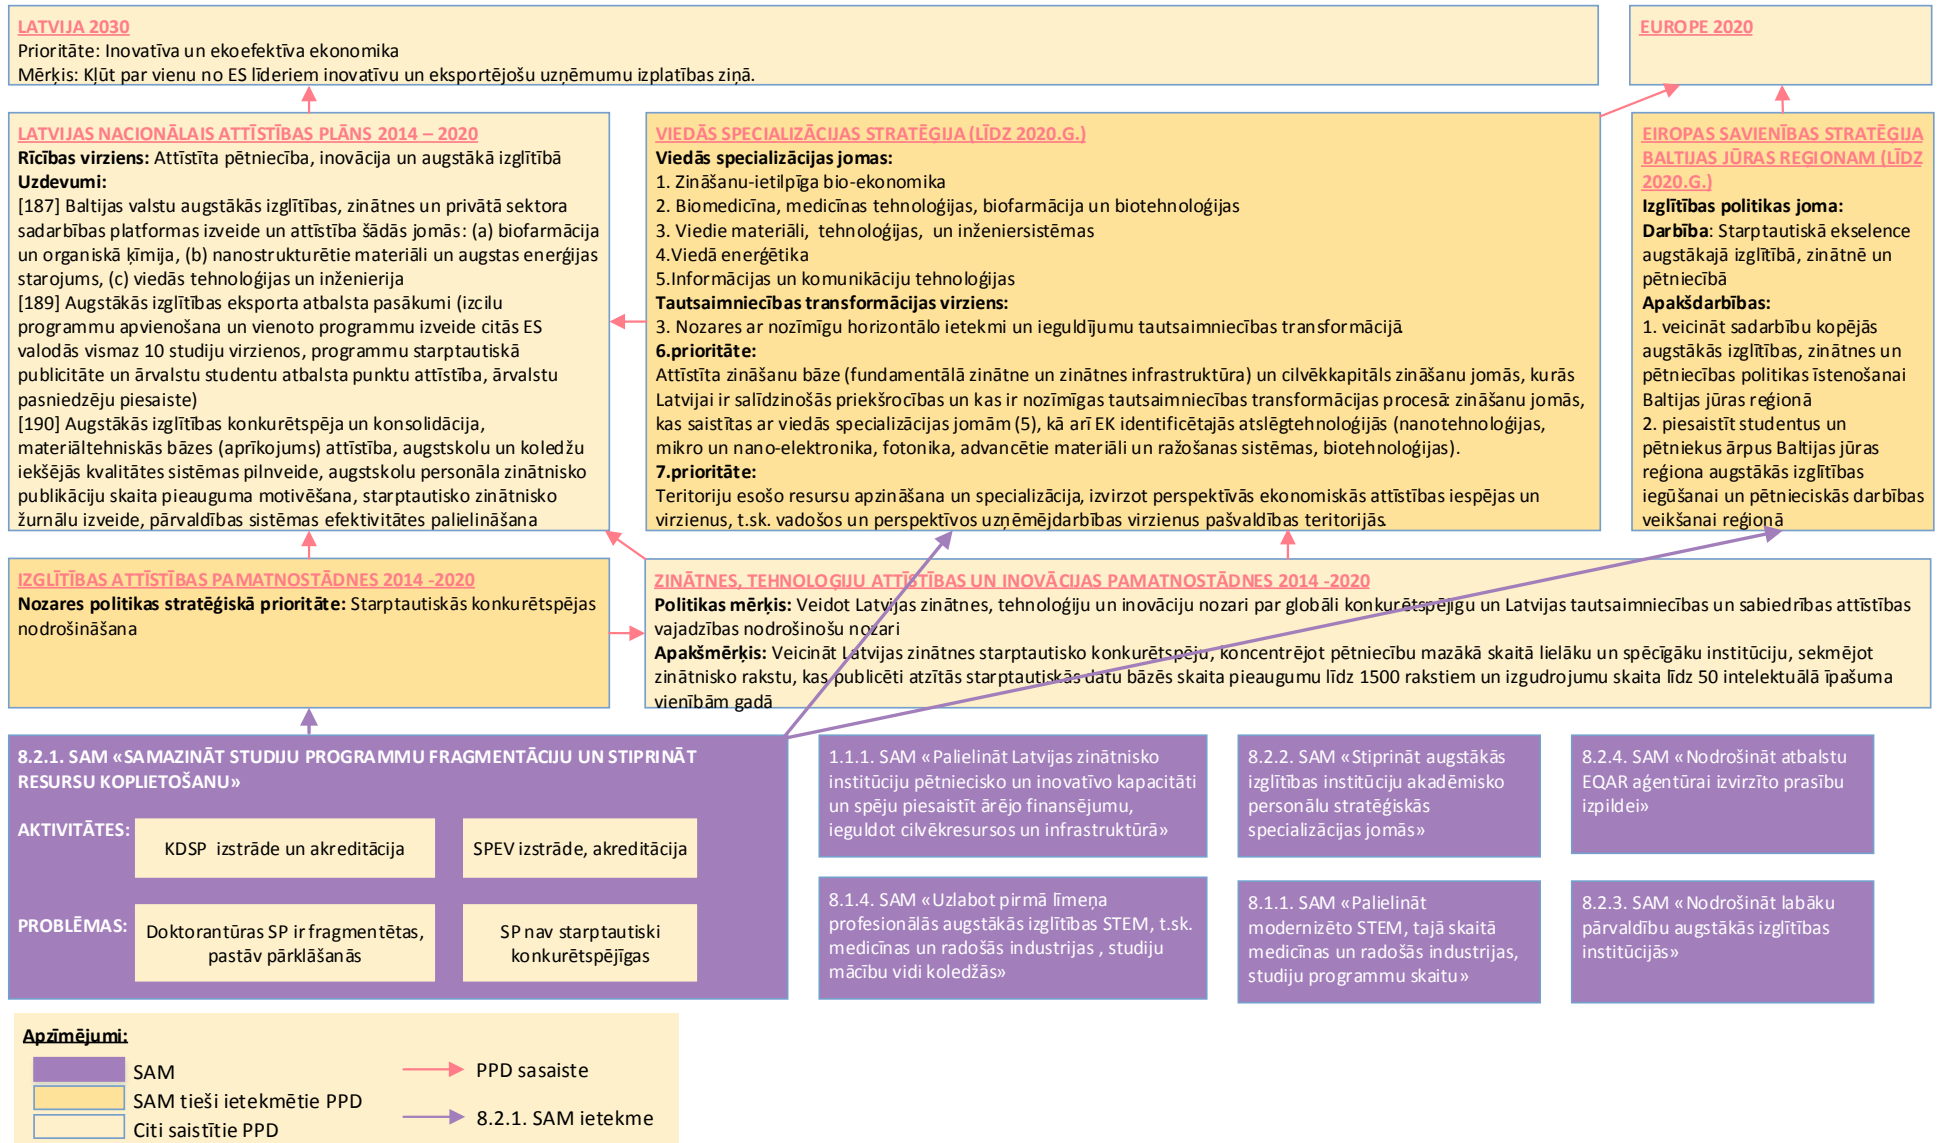 LATVIJA 2030
Prioritāte: Inovatīva un ekoefektīva ekonomika
Mērķis: Kļūt par vienu no ES līderiem inovatīvu un eksportējošu uzņēmumu izplatības ziņā.
EUROPE 2020
LATVIJAS NACIONĀLAIS ATTĪSTĪBAS PLĀNS 2014 – 2020
Rīcības virziens: Attīstīta pētniecība, inovācija un augstākā izglītībā
Uzdevumi:
[187] Baltijas valstu augstākās izglītības, zinātnes un privātā sektora
sadarbības platformas izveide un attīstība šādās jomās: (a) biofarmācija
un organiskā ķīmija, (b) nanostrukturētie materiāli un augstas enerģijas
starojums, (c) viedās tehnoloģijas un inženierija
[189] Augstākās izglītības eksporta atbalsta pasākumi (izcilu
programmu apvienošana un vienoto programmu izveide citās ES
valodās vismaz 10 studiju virzienos, programmu starptautiskā
publicitāte un ārvalstu studentu atbalsta punktu attīstība, ārvalstu
pasniedzēju piesaiste)
[190] Augstākās izglītības konkurētspēja un konsolidācija,
materiāltehniskās bāzes (aprīkojums) attīstība, augstskolu un koledžu
iekšējās kvalitātes sistēmas pilnveide, augstskolu personāla zinātnisko
publikāciju skaita pieauguma motivēšana, starptautisko zinātnisko
žurnālu izveide, pārvaldības sistēmas efektivitātes palielināšana
VIEDĀS SPECIALIZĀCIJAS STRATĒĢIJA (LĪDZ 2020.G.)
Viedās specializācijas jomas:
1. Zināšanu-ietilpīga bio-ekonomika
2. Biomedicīna, medicīnas tehnoloģijas, biofarmācija un biotehnoloģijas
3. Viedie materiāli, tehnoloģijas, un inženiersistēmas
4.Viedā enerģētika
5.Informācijas un komunikāciju tehnoloģijas
Tautsaimniecības transformācijas virziens:
3. Nozares ar nozīmīgu horizontālo ietekmi un ieguldījumu tautsaimniecības transformācijā
6.prioritāte:
Attīstīta zināšanu bāze (fundamentālā zinātne un zinātnes infrastruktūra) un cilvēkkapitāls zināšanu jomās, kurās
Latvijai ir salīdzinošās priekšrocības un kas ir nozīmīgas tautsaimniecības transformācijas procesā: zināšanu jomās,
kas saistītas ar viedās specializācijas jomām (5), kā arī EK identificētajās atslēgtehnoloģijās (nanotehnoloģijas,
mikro un nano-elektronika, fotonika, advancētie materiāli un ražošanas sistēmas, biotehnoloģijas).
7.prioritāte:
Teritoriju esošo resursu apzināšana un specializācija, izvirzot perspektīvās ekonomiskās attīstības iespējas un
virzienus, t.sk. vadošos un perspektīvos uzņēmējdarbības virzienus pašvaldības teritorijās.
EIROPAS SAVIENĪBAS STRATĒĢIJA
BALTIJAS JŪRAS REGIONAM (LĪDZ
2020.G.)
Izglītības politikas joma:
Darbība: Starptautiskā ekselence
augstākajā izglītībā, zinātnē un
pētniecībā
Apakšdarbības:
1. veicināt sadarbību kopējās
augstākās izglītības, zinātnes un
pētniecības politikas īstenošanai
Baltijas jūras reģionā
2. piesaistīt studentus un
pētniekus ārpus Baltijas jūras
reģiona augstākās izglītības
iegūšanai un pētnieciskās darbības
veikšanai reģionā
IZGLĪTĪBAS ATTĪSTĪBAS PAMATNOSTĀDNES 2014 -2020
Nozares politikas stratēģiskā prioritāte: Starptautiskās konkurētspējas
nodrošināšana
ZINĀTNES, TEHNOLOĢIJU ATTĪSTĪBAS UN INOVĀCIJAS PAMATNOSTĀDNES 2014 -2020
Politikas mērķis: Veidot Latvijas zinātnes, tehnoloģiju un inovāciju nozari par globāli konkurētspējīgu un Latvijas tautsaimniecības un sabiedrības attīstības
vajadzības nodrošinošu nozari
Apakšmērķis: Veicināt Latvijas zinātnes starptautisko konkurētspēju, koncentrējot pētniecību mazākā skaitā lielāku un spēcīgāku institūciju, sekmējot
zinātnisko rakstu, kas publicēti atzītās starptautiskās datu bāzēs skaita pieaugumu līdz 1500 rakstiem un izgudrojumu skaita līdz 50 intelektuālā īpašuma
vienībām gadā
8.2.1. SAM «SAMAZINĀT STUDIJU PROGRAMMU FRAGMENTĀCIJU UN STIPRINĀT
RESURSU KOPLIETOŠANU»
AKTIVITĀTES:
KDSP izstrāde un akreditācija
SPEV izstrāde, akreditācija
PROBLĒMAS:
Doktorantūras SP ir fragmentētas,
pastāv pārklāšanās
SP nav starptautiski
konkurētspējīgas
1.1.1. SAM «Palielināt Latvijas zinātnisko
institūciju pētniecisko un inovatīvo kapacitāti
un spēju piesaistīt ārējo finansējumu,
ieguldot cilvēkresursos un infrastruktūrā»
8.2.2. SAM «Stiprināt augstākās
izglītības institūciju akadēmisko
personālu stratēģiskās
specializācijas jomās»
8.2.4. SAM «Nodrošināt atbalstu
EQAR aģentūrai izvirzīto prasību
izpildei»
8.1.4. SAM «Uzlabot pirmā līmeņa
profesionālās augstākās izglītības STEM, t.sk.
medicīnas un radošās industrijas , studiju
mācību vidi koledžās»
8.1.1. SAM «Palielināt
modernizēto STEM, tajā skaitā
medicīnas un radošās industrijas,
studiju programmu skaitu»
8.2.3. SAM «Nodrošināt labāku
pārvaldību augstākās izglītības
institūcijās»
Apzīmējumi:
SAM
SAM tieši ietekmētie PPD
Citi saistītie PPD
PPD sasaiste
8.2.1. SAM ietekme